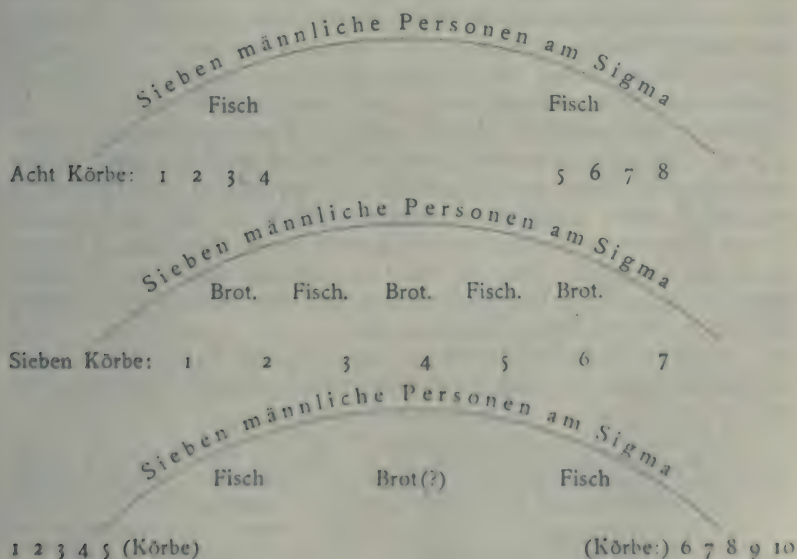 Sieben männliche Personen am Sigma
Fisch Fisch
Acht Körbe: 1 2 3 4 5 6 7 8
Sieben männliche Personen am Sigma
Brot. Fisch. Brot. Fisch. Brot.
Sieben Körbe: 1 2 3 4 5 6 7
Sieben männliche Personen am Sigma
Fisch Brot(?) Fisch
1 2 3 4 5 (Körbe) (Körbe:) 6 7 8 9 10